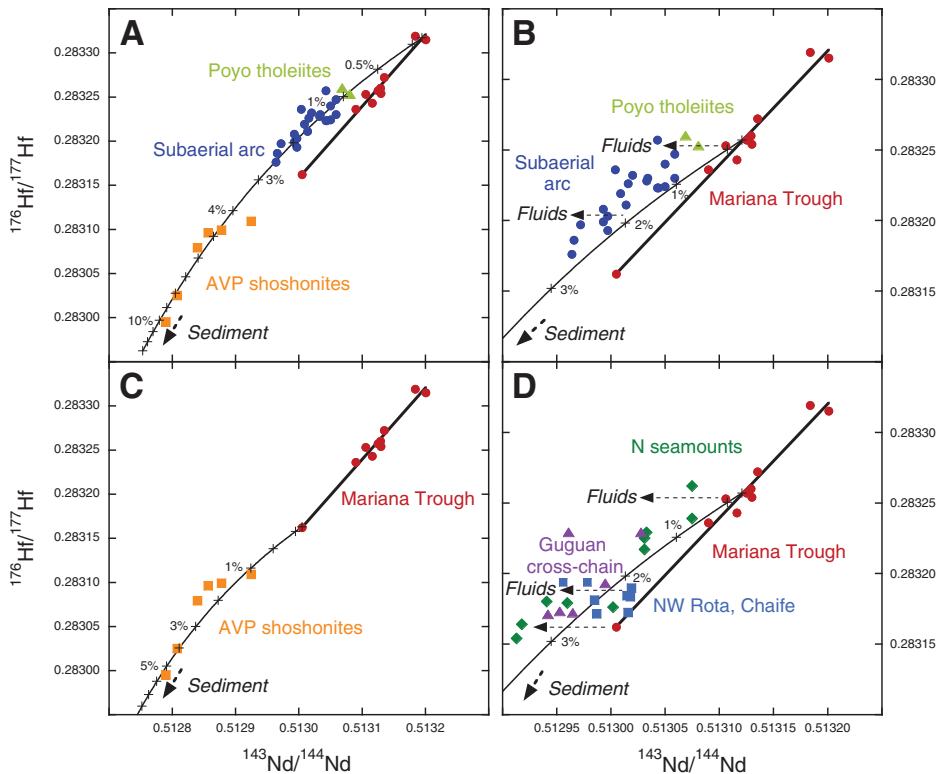 A
0.28330
0.28325
0.28320
0.28315
0.28310
0.28305
0.28300
¹⁷⁶Hf/¹⁷⁷Hf
Poyo tholeiites
0.5%
1%
Subaerial arc
3%
4%
AVP shoshonites
10%
Sediment
B
0.28330
0.28325
0.28320
0.28315
Poyo tholeiites
Fluids
Subaerial
arc
1%
Mariana Trough
Fluids
2%
3%
Sediment
C
0.28330
0.28325
0.28320
0.28315
0.28310
0.28305
0.28300
¹⁷⁶Hf/¹⁷⁷Hf
Mariana Trough
1%
3%
AVP shoshonites
5%
Sediment
0.5128
0.5129
0.5130
0.5131
0.5132
¹⁴³Nd/¹⁴⁴Nd
D
0.28330
0.28325
0.28320
0.28315
N seamounts
Fluids
1%
Mariana Trough
Guguan
cross-chain
2%
Fluids
NW Rota, Chaife
3%
Sediment
0.51295
0.51300
0.51305
0.51310
0.51315
0.51320
¹⁴³Nd/¹⁴⁴Nd